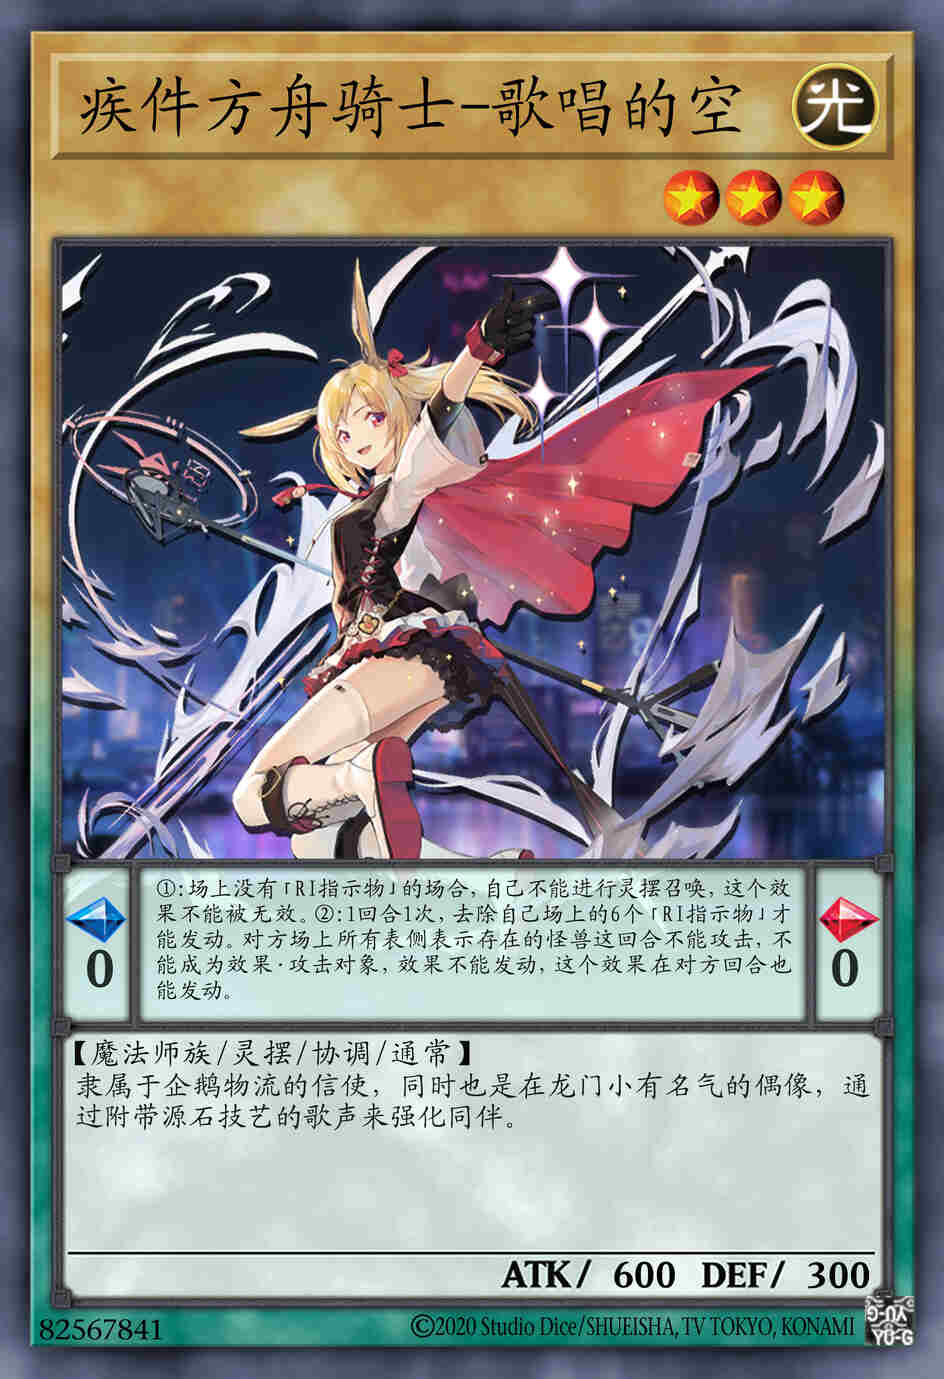 疾件方舟骑士-歌唱的空
光
①:场上没有「RI指示物」的场合,自己不能进行灵摆召唤,这个效
果不能被无效。②:1回合1次,去除自己场上的6个「RI指示物」才
能发动。对方场上所有表侧表示存在的怪兽这回合不能攻击,不
能成为效果·攻击对象,效果不能发动,这个效果在对方回合也
能发动。
0
0
【魔法师族/灵摆/协调/通常】
隶属于企鹅物流的信使，同时也是在龙门小有名气的偶像，通
过附带源石技艺的歌声来强化同伴。
ATK/ 600 DEF/ 300
82567841
©2020 Studio Dice/SHUEISHA, TV TOKYO, KONAMI